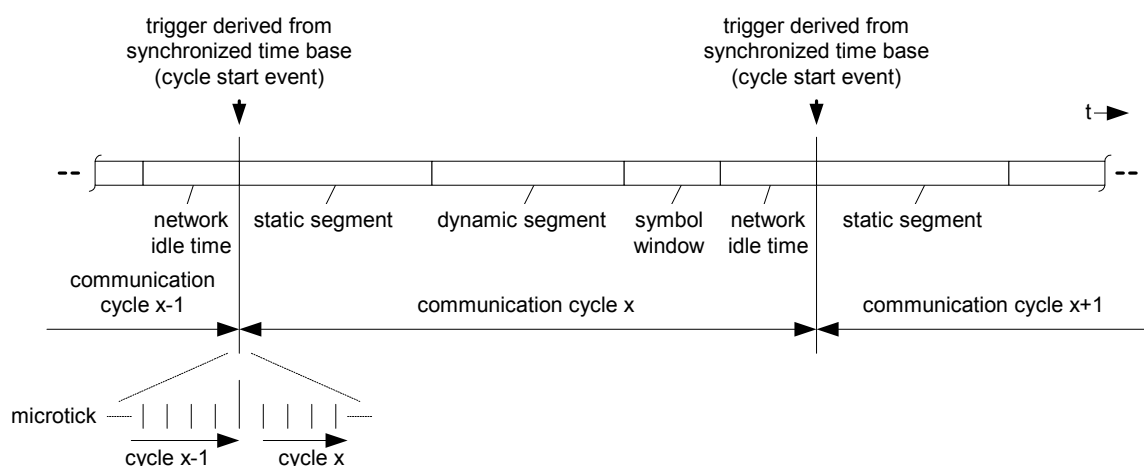 trigger derived from
synchronized time base
(cycle start event)
trigger derived from
synchronized time base
(cycle start event)
t
network
idle time
static segment
dynamic segment
symbol
window
network
idle time
static segment
communication
cycle x-1
communication cycle x
communication cycle x+1
microtick
cycle x-1
cycle x